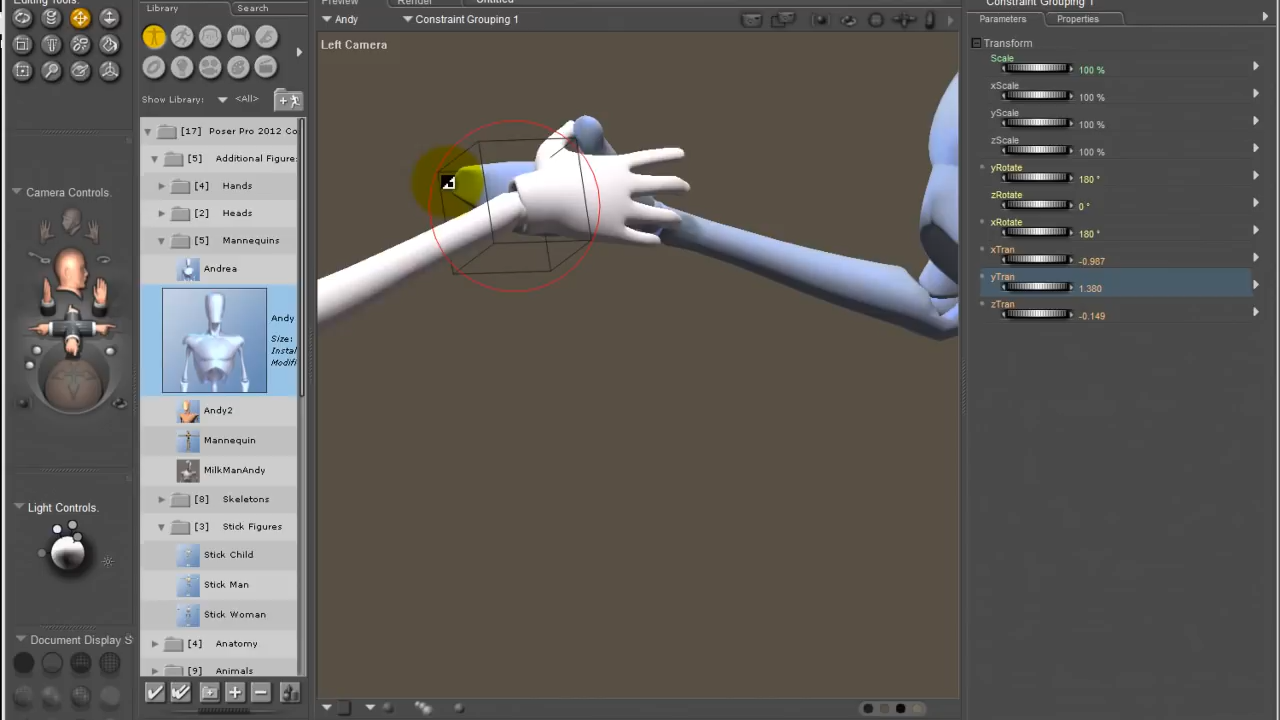 Editing Tools:
Library
Search
Show Library:
<All>
[17] Poser Pro 2012 Co
[5] Additional Figure
[4] Hands
[2] Heads
[5] Mannequins
Andrea
Andy
Size:
Instal
Modifi
Andy2
Mannequin
MilkManAndy
[8] Skeletons
[3] Stick Figures
Stick Child
Stick Man
Stick Woman
[4] Anatomy
[9] Animals
Camera Controls.
Light Controls.
Document Display S
Preview
Render
Untitled
Andy
Constraint Grouping 1
Left Camera
Constraint Grouping 1
Parameters
Properties
Transform
Scale
100 %
xScale
100 %
yScale
100 %
zScale
100 %
yRotate
180 °
zRotate
0 °
xRotate
180 °
xTran
-0.987
yTran
1.380
zTran
-0.149